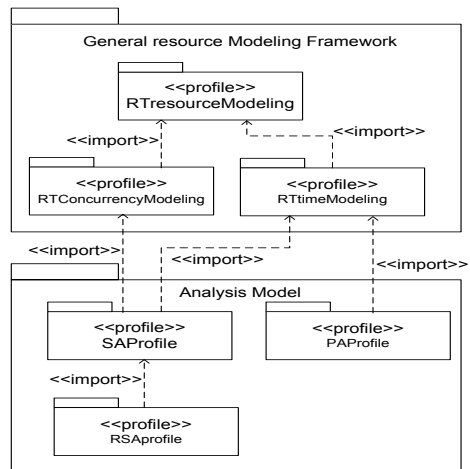 General resource Modeling Framework
<<profile>>
RTresourceModeling
<<import>>
<<profile>>
RTConcurrencyModeling
<<profile>>
RTtimeModeling
<<import>>
<<import>>
<<import>>
Analysis Model
<<profile>>
SAProfile
<<profile>>
PAProfile
<<import>>
<<profile>>
RSAprofile